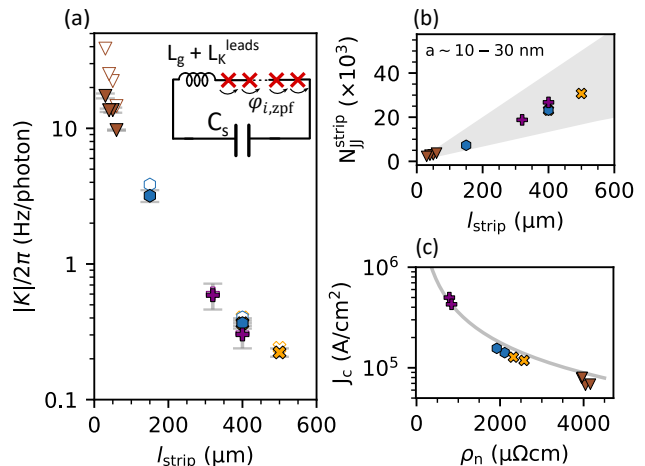 (a)
L_g + L_K^leads
φ_i,zpf
C_s
10
1
0.1
|K|/2π (Hz/photon)
0 200 400 600
l_strip (μm)
(b)
a ~ 10 − 30 nm
40
20
0
N_JJ^strip (×10³)
0 200 400 600
l_strip (μm)
(c)
10⁶
10⁵
J_c (A/cm²)
0 2000 4000
ρ_n (μΩcm)